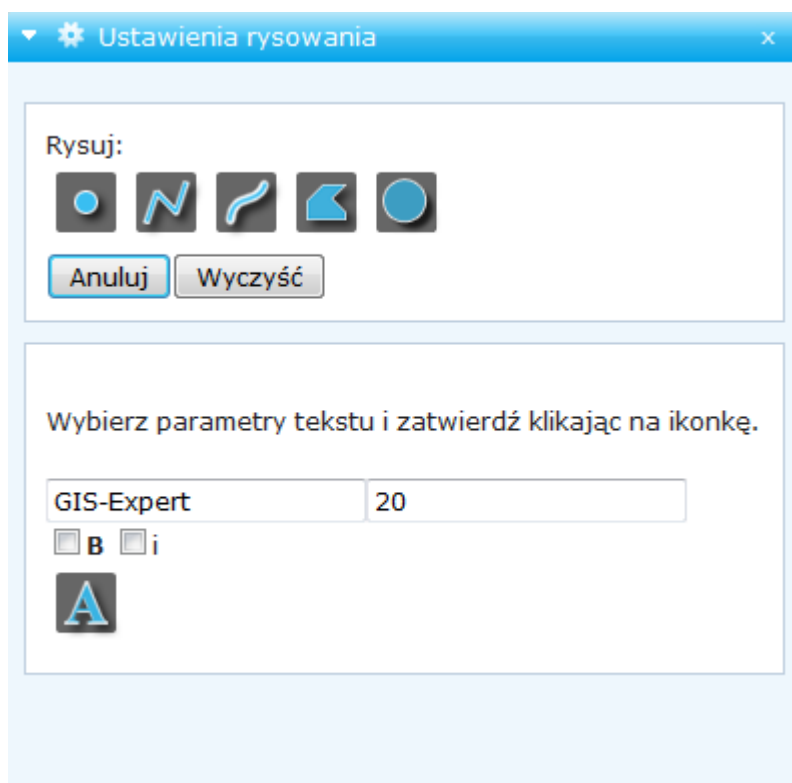 Ustawienia rysowania x
Rysuj:
Anuluj Wyczyść
Wybierz parametry tekstu i zatwierdź klikając na ikonkę.
GIS-Expert 20
B i
A